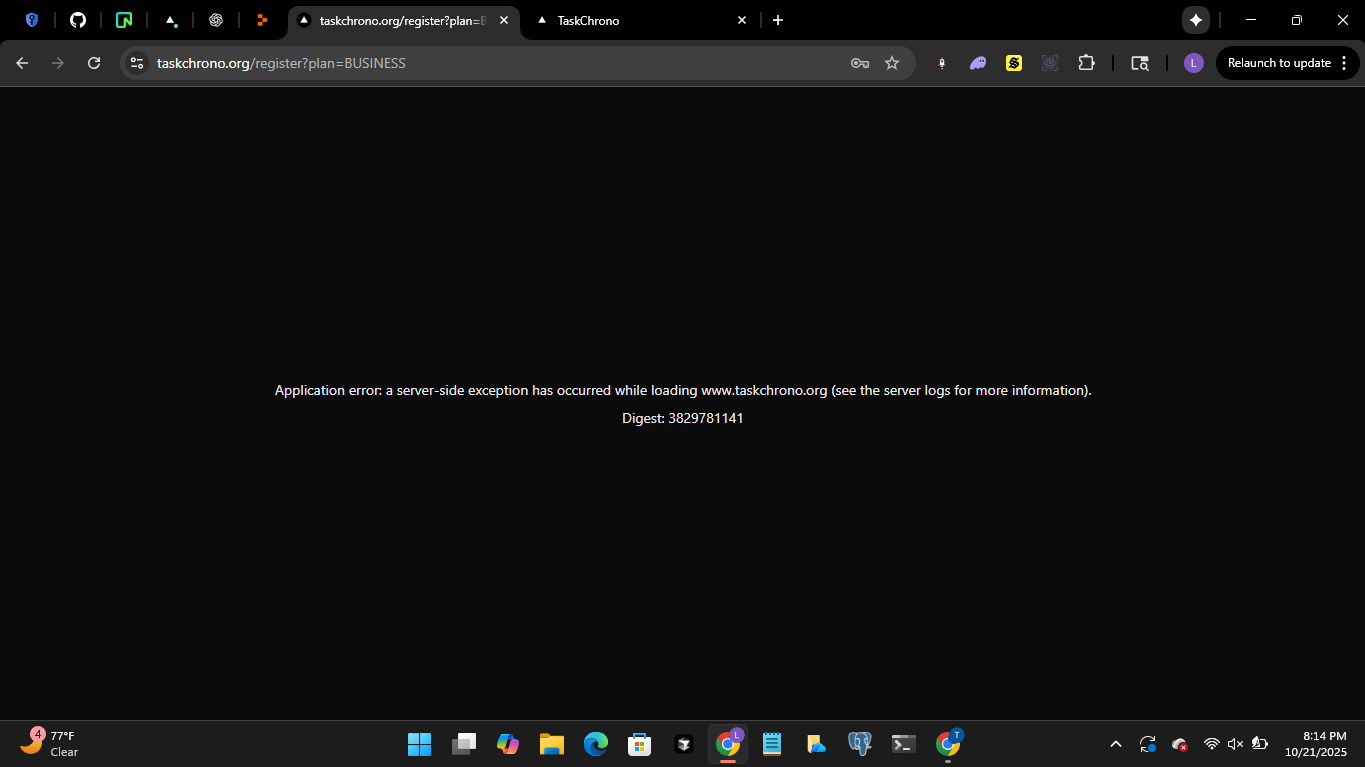 taskchrono.org/register?plan=B
TaskChrono
taskchrono.org/register?plan=BUSINESS
L
Relaunch to update
Application error: a server-side exception has occurred while loading www.taskchrono.org (see the server logs for more information).
Digest: 3829781141
4
77°F
Clear
L
T
8:14 PM
10/21/2025